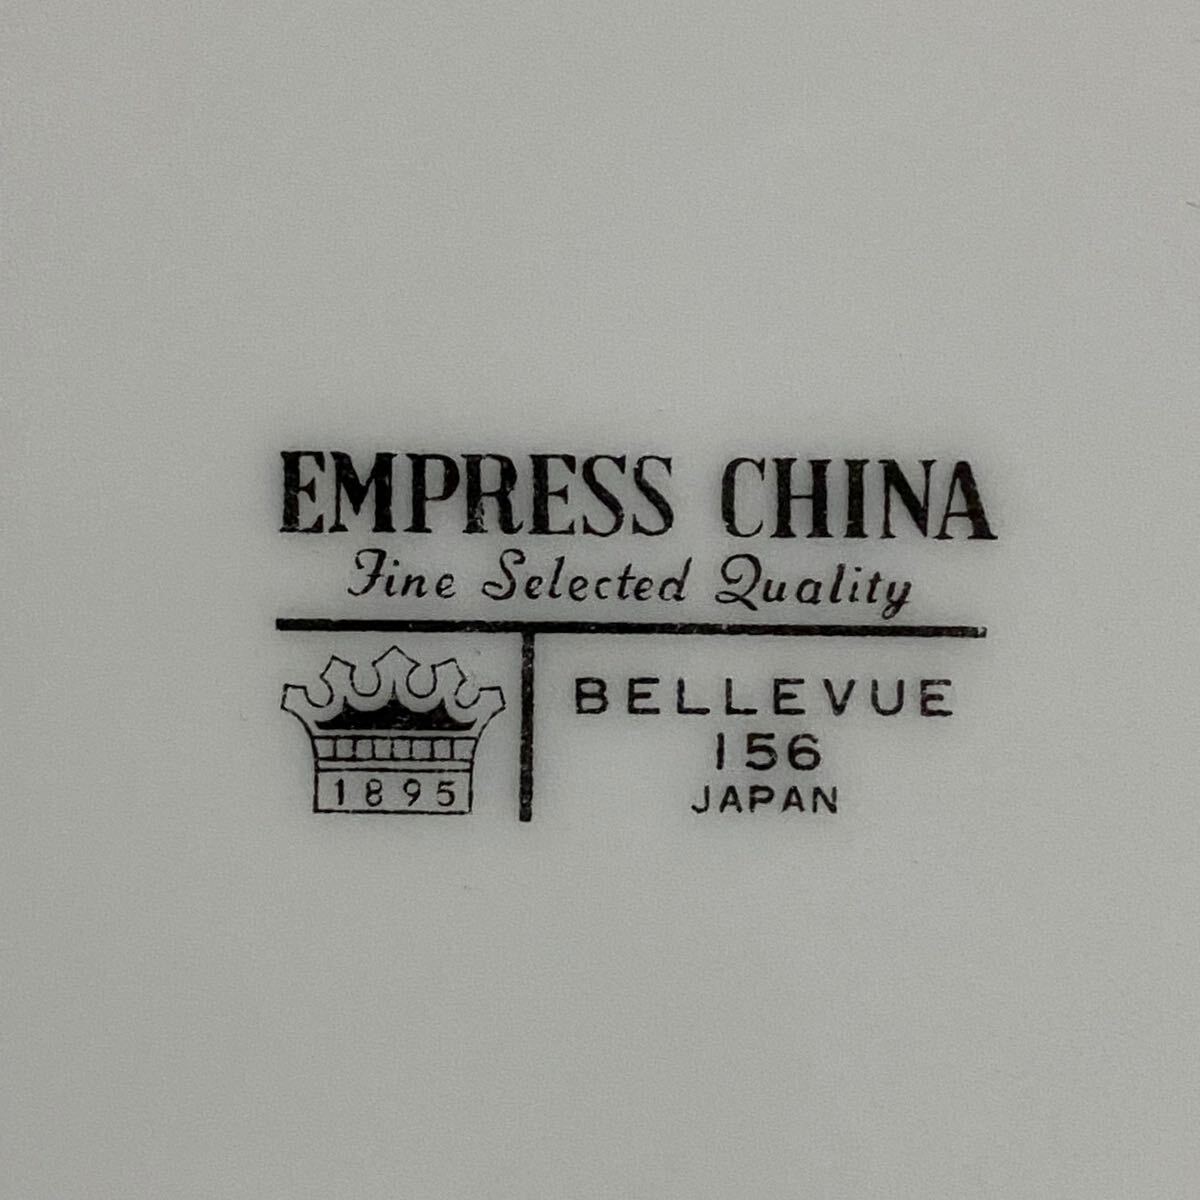 EMPRESS CHINA
Fine Selected Quality
1895
BELLEVUE
156
JAPAN